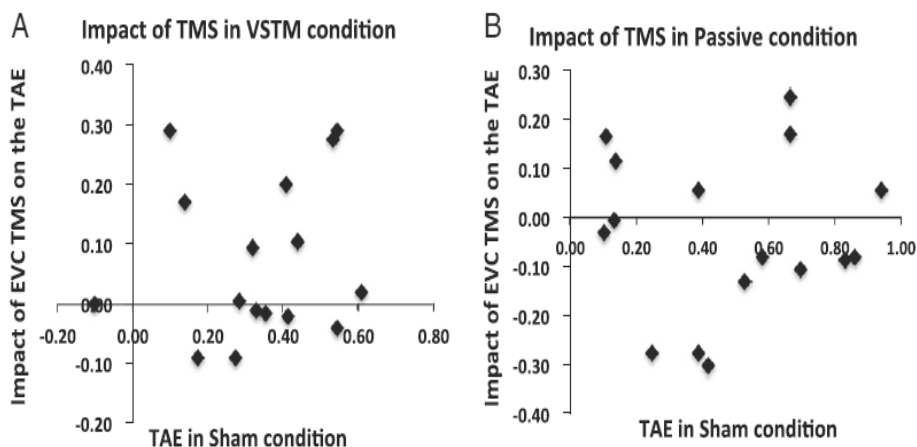 A
Impact of TMS in VSTM condition
Impact of EVC TMS on the TAE
0.40
0.30
0.20
0.10
0.00
-0.10
-0.20
-0.20 0.00 0.20 0.40 0.60 0.80
TAE in Sham condition
B
Impact of TMS in Passive condition
Impact of EVC TMS on the TAE
0.30
0.20
0.10
0.00
-0.10
-0.20
-0.30
-0.40
0.00 0.20 0.40 0.60 0.80 1.00
TAE in Sham condition